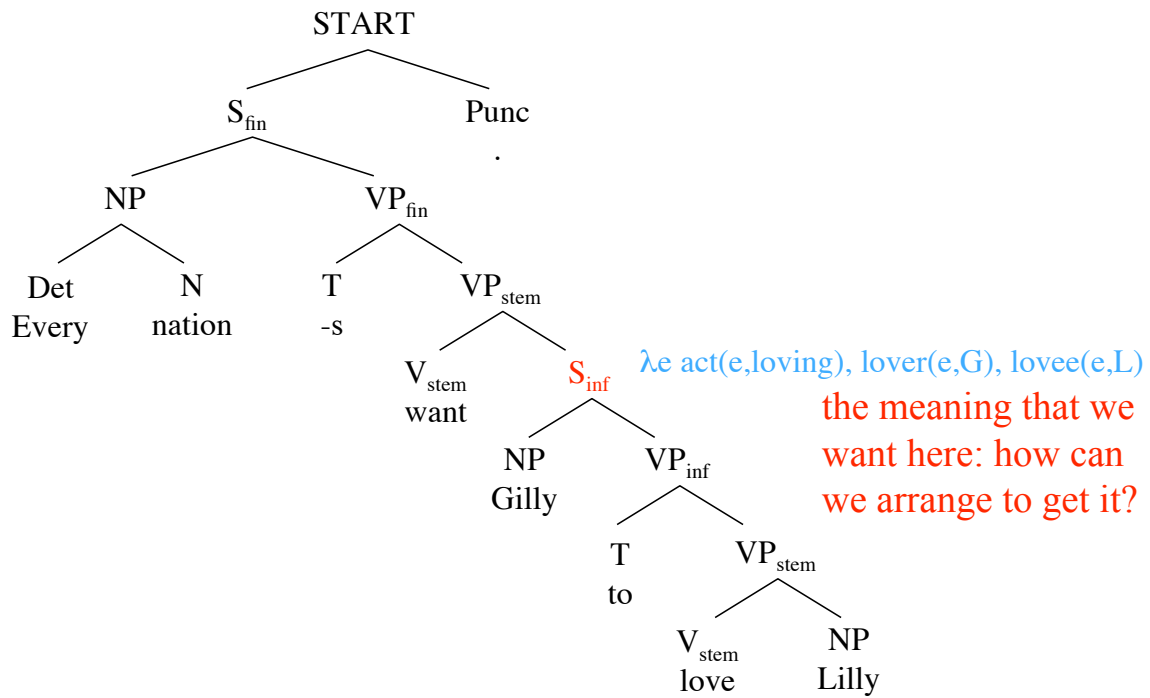 START
S_fin Punc
.
NP VP_fin
Det N T VP_stem
Every nation -s
V_stem S_inf λe act(e,loving), lover(e,G), lovee(e,L)
want the meaning that we
NP VP_inf want here: how can
Gilly we arrange to get it?
T VP_stem
to
V_stem NP
love Lilly